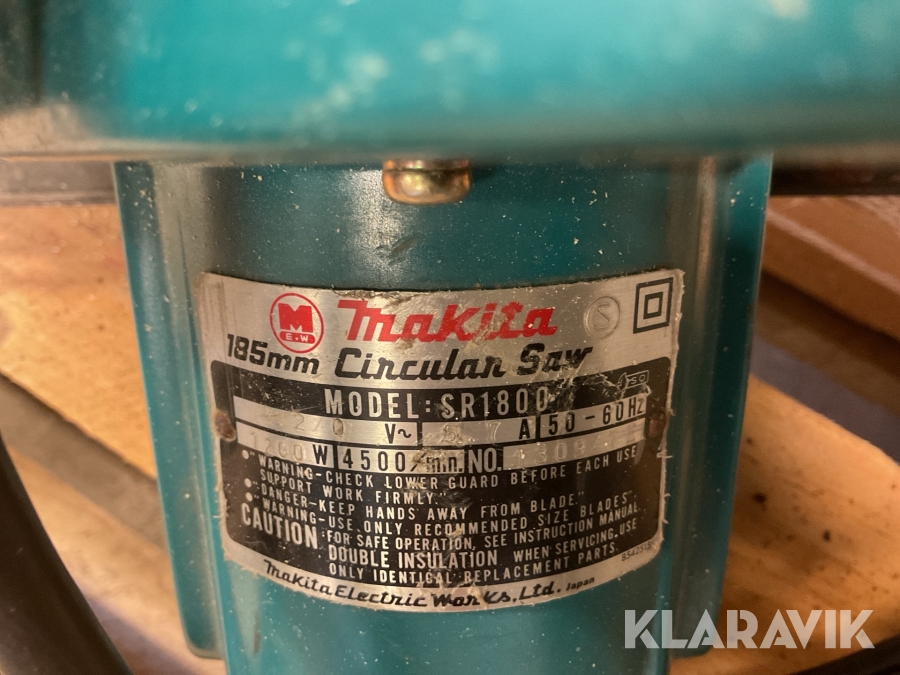 M
E.W
Makita
S
185mm Circular Saw
MODEL: SR1800
V~ A 50-60Hz
W 4500/min. NO.
• WARNING-CHECK LOWER GUARD BEFORE EACH USE
SUPPORT WORK FIRMLY
• DANGER-KEEP HANDS AWAY FROM BLADE.
• WARNING-USE ONLY RECOMMENDED SIZE BLADES.
CAUTION: FOR SAFE OPERATION, SEE INSTRUCTION MANUAL.
DOUBLE INSULATION WHEN SERVICING, USE
ONLY IDENTICAL REPLACEMENT PARTS.
Makita Electric Works, Ltd. Japan
KLARAVIK